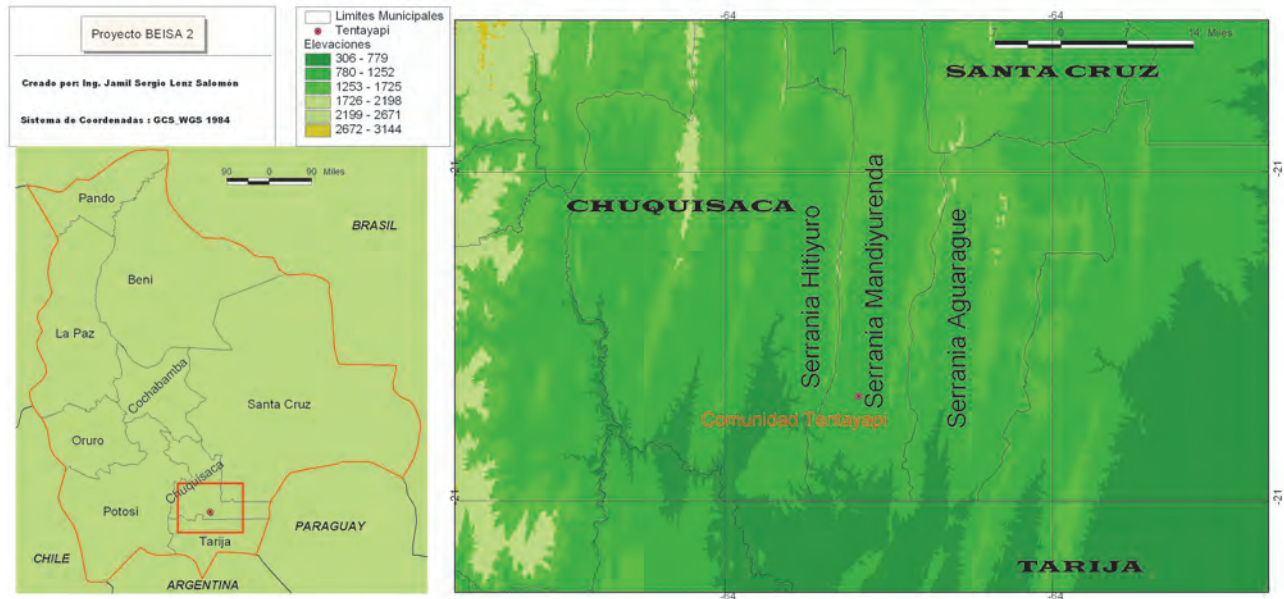 Proyecto BEISA 2
Creado por: Ing. Jamil Sergio Lenz Salomón
Sistema de Coordenadas : GCS_WGS 1984
Limites Municipales
Tentayapi
Elevaciones
306 - 779
780 - 1252
1253 - 1725
1726 - 2198
2199 - 2671
2672 - 3144
90 0 90 Miles
Pando
BRASIL
Beni
La Paz
Cochabamba
Santa Cruz
Oruro
Chuquisaca
Potosi
PARAGUAY
Tarija
CHILE
ARGENTINA
-64 -64
7 0 7 14 Miles
SANTA CRUZ
-21 -21
CHUQUISACA
Serrania Hitiyuro
Serrania Mandiyurenda
Serrania Aguarague
Comunidad Tentayapi
-21 -21
TARIJA
-64 -64